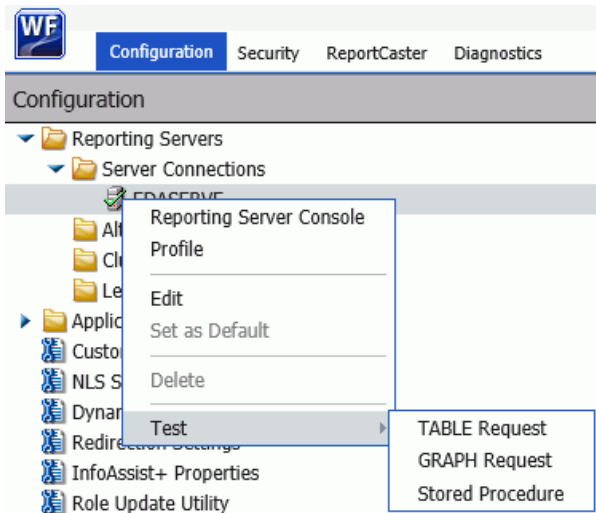 WF
Configuration Security ReportCaster Diagnostics
Configuration
Reporting Servers
Server Connections
EDASERVE
Reporting Server Console
Profile
Edit
Set as Default
Delete
Test
TABLE Request
GRAPH Request
Stored Procedure
InfoAssist+ Properties
Role Update Utility